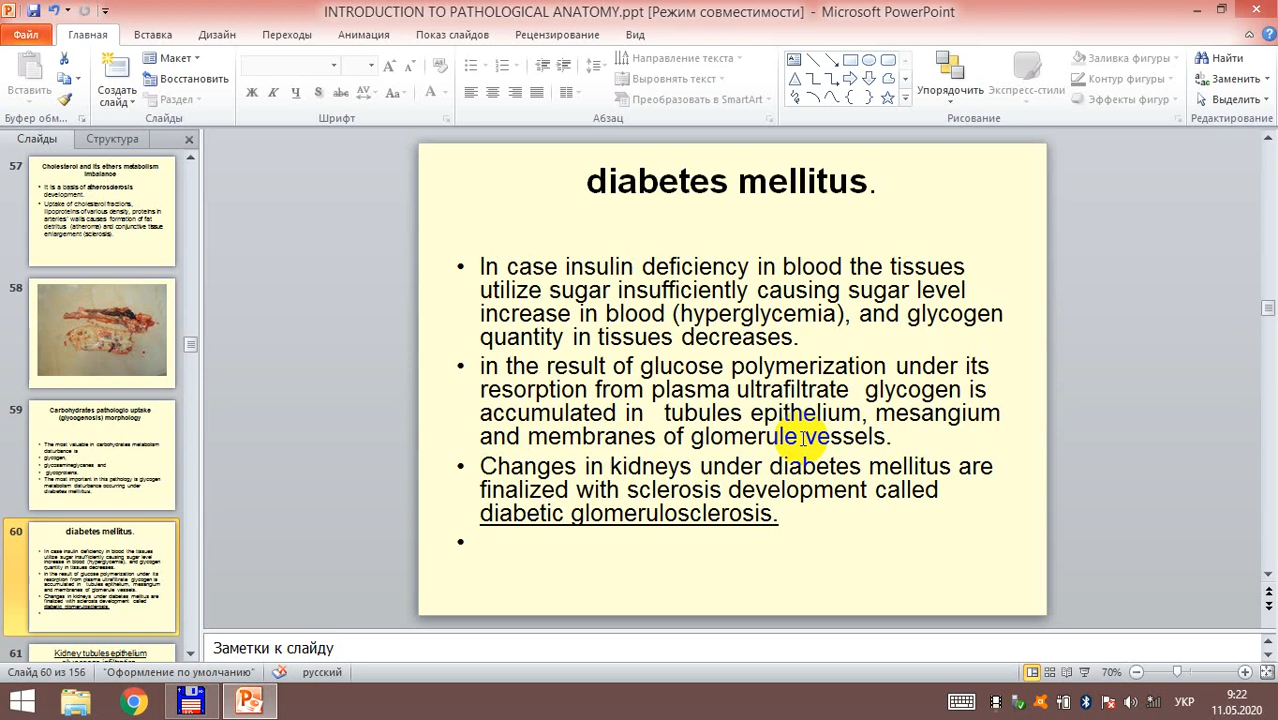 INTRODUCTION TO PATHOLOGICAL ANATOMY.ppt [Режим совместимости] - Microsoft PowerPoint
Файл Главная Вставка Дизайн Переходы Анимация Показ слайдов Рецензирование Вид
Вставить
Буфер обм...
Создать слайд
Макет
Восстановить
Раздел
Слайды
Ж К Ч S abc AV Aa A
Шрифт
Направление текста
Выровнять текст
Преобразовать в SmartArt
Абзац
Упорядочить
Экспресс-стили
Заливка фигуры
Контур фигуры
Эффекты фигур
Рисование
Найти
Заменить
Выделить
Редактирование
Слайды Структура
57
Cholesterol and its ethers metabolism
imbalance
• It is a basis of atherosclerosis
development.
• Uptake of cholesterol fractions,
lipoproteins of various density, proteins in
arteries' walls causes formation of fat
detritus (atheroma) and conjunctive tissue
enlargement (sclerosis).
58
59
Carbohydrates pathologic uptake
(glycogenosis) morphology
• The most valuable in carbohydrates metabolism
disturbance is
• glycogen,
• glycosaminoglycanes and
• glycoproteins.
• The most important in this pathology is glycogen
metabolism disturbance occurring under
diabetes mellitus.
60
diabetes mellitus.
• In case insulin deficiency in blood the tissues
utilize sugar insufficiently causing sugar level
increase in blood (hyperglycemia), and glycogen
quantity in tissues decreases.
• in the result of glucose polymerization under its
resorption from plasma ultrafiltrate glycogen is
accumulated in tubules epithelium, mesangium
and membranes of glomerule vessels.
• Changes in kidneys under diabetes mellitus are
finalized with sclerosis development called
diabetic glomerulosclerosis.
•
61
Kidney tubules epithelium
diabetes mellitus.
• In case insulin deficiency in blood the tissues
utilize sugar insufficiently causing sugar level
increase in blood (hyperglycemia), and glycogen
quantity in tissues decreases.
• in the result of glucose polymerization under its
resorption from plasma ultrafiltrate glycogen is
accumulated in tubules epithelium, mesangium
and membranes of glomerule vessels.
• Changes in kidneys under diabetes mellitus are
finalized with sclerosis development called
diabetic glomerulosclerosis.
•
Заметки к слайду
Слайд 60 из 156 "Оформление по умолчанию" русский 70%
УКР
9:22
11.05.2020